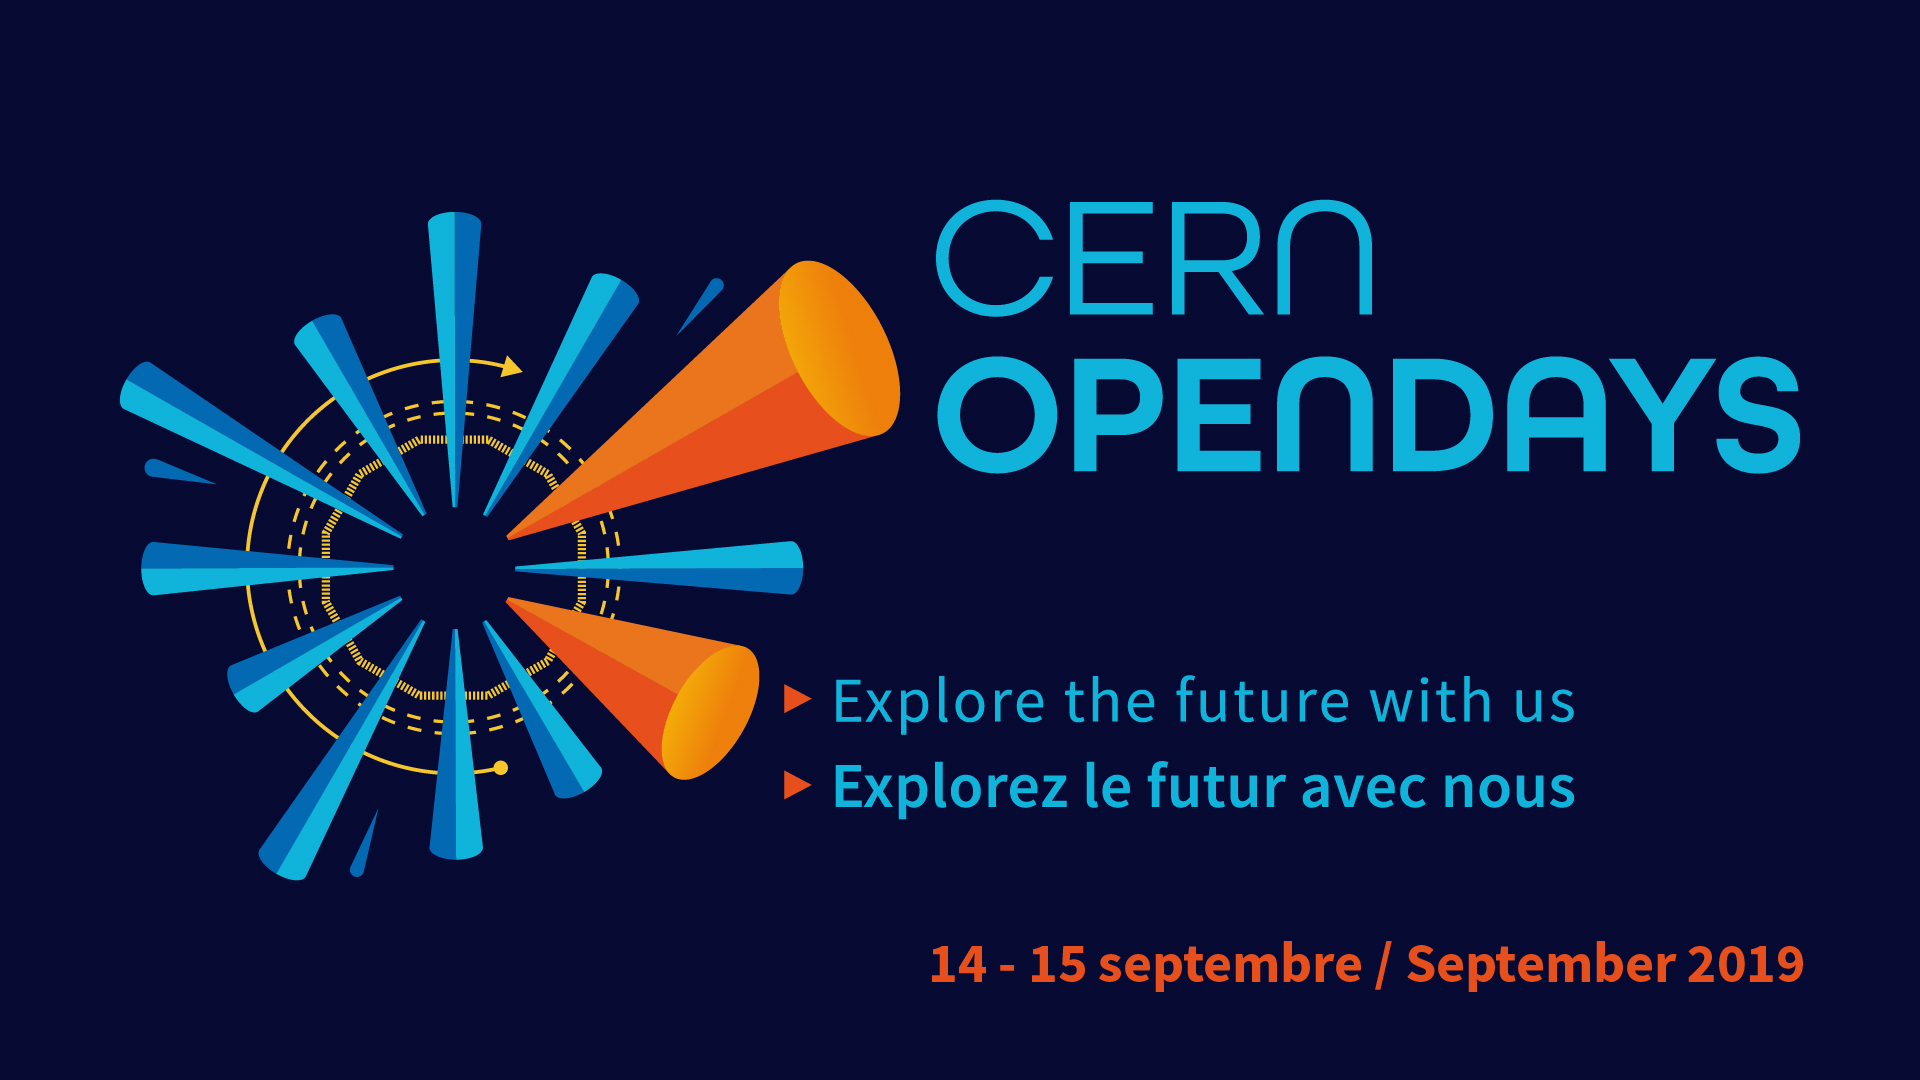 CERN
OPENDAYS
Explore the future with us
Explorez le futur avec nous
14 - 15 septembre / September 2019